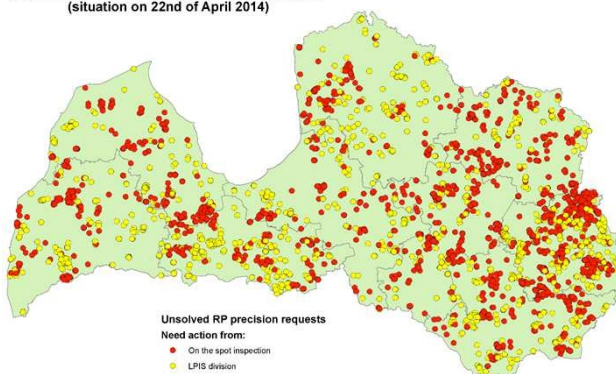 (situation on 22nd of April 2014)
Unsolved RP precision requests
Need action from:
On the spot inspection
LPIS division